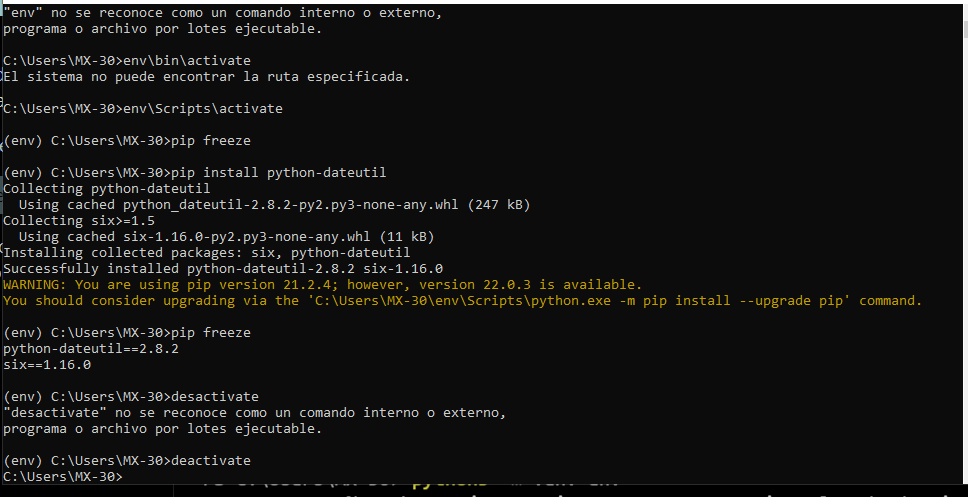 "env" no se reconoce como un comando interno o externo,
programa o archivo por lotes ejecutable.
C:\Users\MX-30>env\bin\activate
El sistema no puede encontrar la ruta especificada.
C:\Users\MX-30>env\Scripts\activate
(env) C:\Users\MX-30>pip freeze
(env) C:\Users\MX-30>pip install python-dateutil
Collecting python-dateutil
  Using cached python_dateutil-2.8.2-py2.py3-none-any.whl (247 kB)
Collecting six>=1.5
  Using cached six-1.16.0-py2.py3-none-any.whl (11 kB)
Installing collected packages: six, python-dateutil
Successfully installed python-dateutil-2.8.2 six-1.16.0
WARNING: You are using pip version 21.2.4; however, version 22.0.3 is available.
You should consider upgrading via the 'C:\Users\MX-30\env\Scripts\python.exe -m pip install --upgrade pip' command.
(env) C:\Users\MX-30>pip freeze
python-dateutil==2.8.2
six==1.16.0
(env) C:\Users\MX-30>desactivate
"desactivate" no se reconoce como un comando interno o externo,
programa o archivo por lotes ejecutable.
(env) C:\Users\MX-30>deactivate
C:\Users\MX-30>